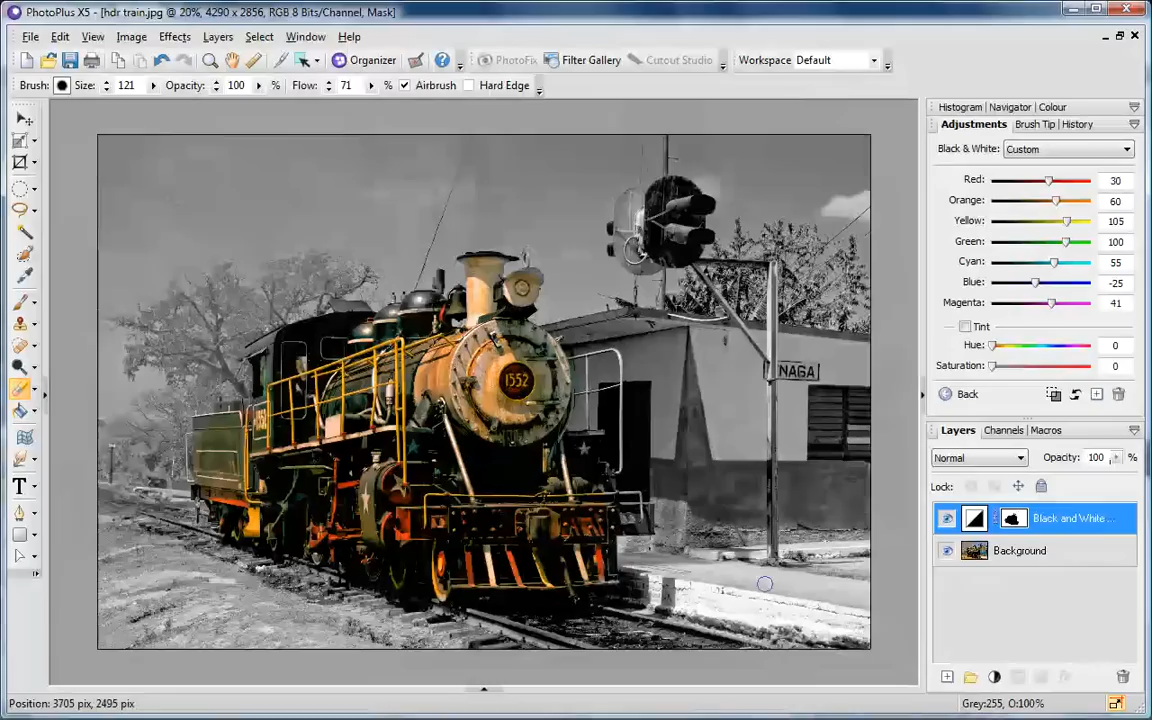 PhotoPlus X5 - [hdr train.jpg @ 20%, 4290 x 2856, RGB 8 Bits/Channel, Mask]
File Edit View Image Effects Layers Select Window Help
Organizer PhotoFix Filter Gallery Cutout Studio Workspace Default
Brush: Size: 121 Opacity: 100 % Flow: 71 % Airbrush Hard Edge
Histogram Navigator Colour
Adjustments Brush Tip History
Black & White: Custom
Red: 30
Orange: 60
Yellow: 105
Green: 100
Cyan: 55
Blue: -25
Magenta: 41
Tint
Hue: 0
Saturation: 0
Back
Layers Channels Macros
Normal Opacity: 100 %
Lock:
Black and White ...
Background
1552
1552
NAGA
T
Position: 3705 pix, 2495 pix
Grey:255, O:100%